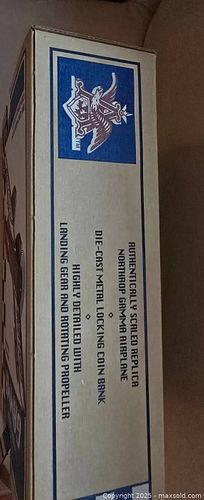 AUTHENTICALLY SCALED REPLICA
NORTHROP GAMMA AIRPLANE
◇
DIE-CAST METAL LOCKING COIN BANK
◇
HIGHLY DETAILED WITH
LANDING GEAR AND ROTATING PROPELLER
Copyright 2025 - maxsold.com